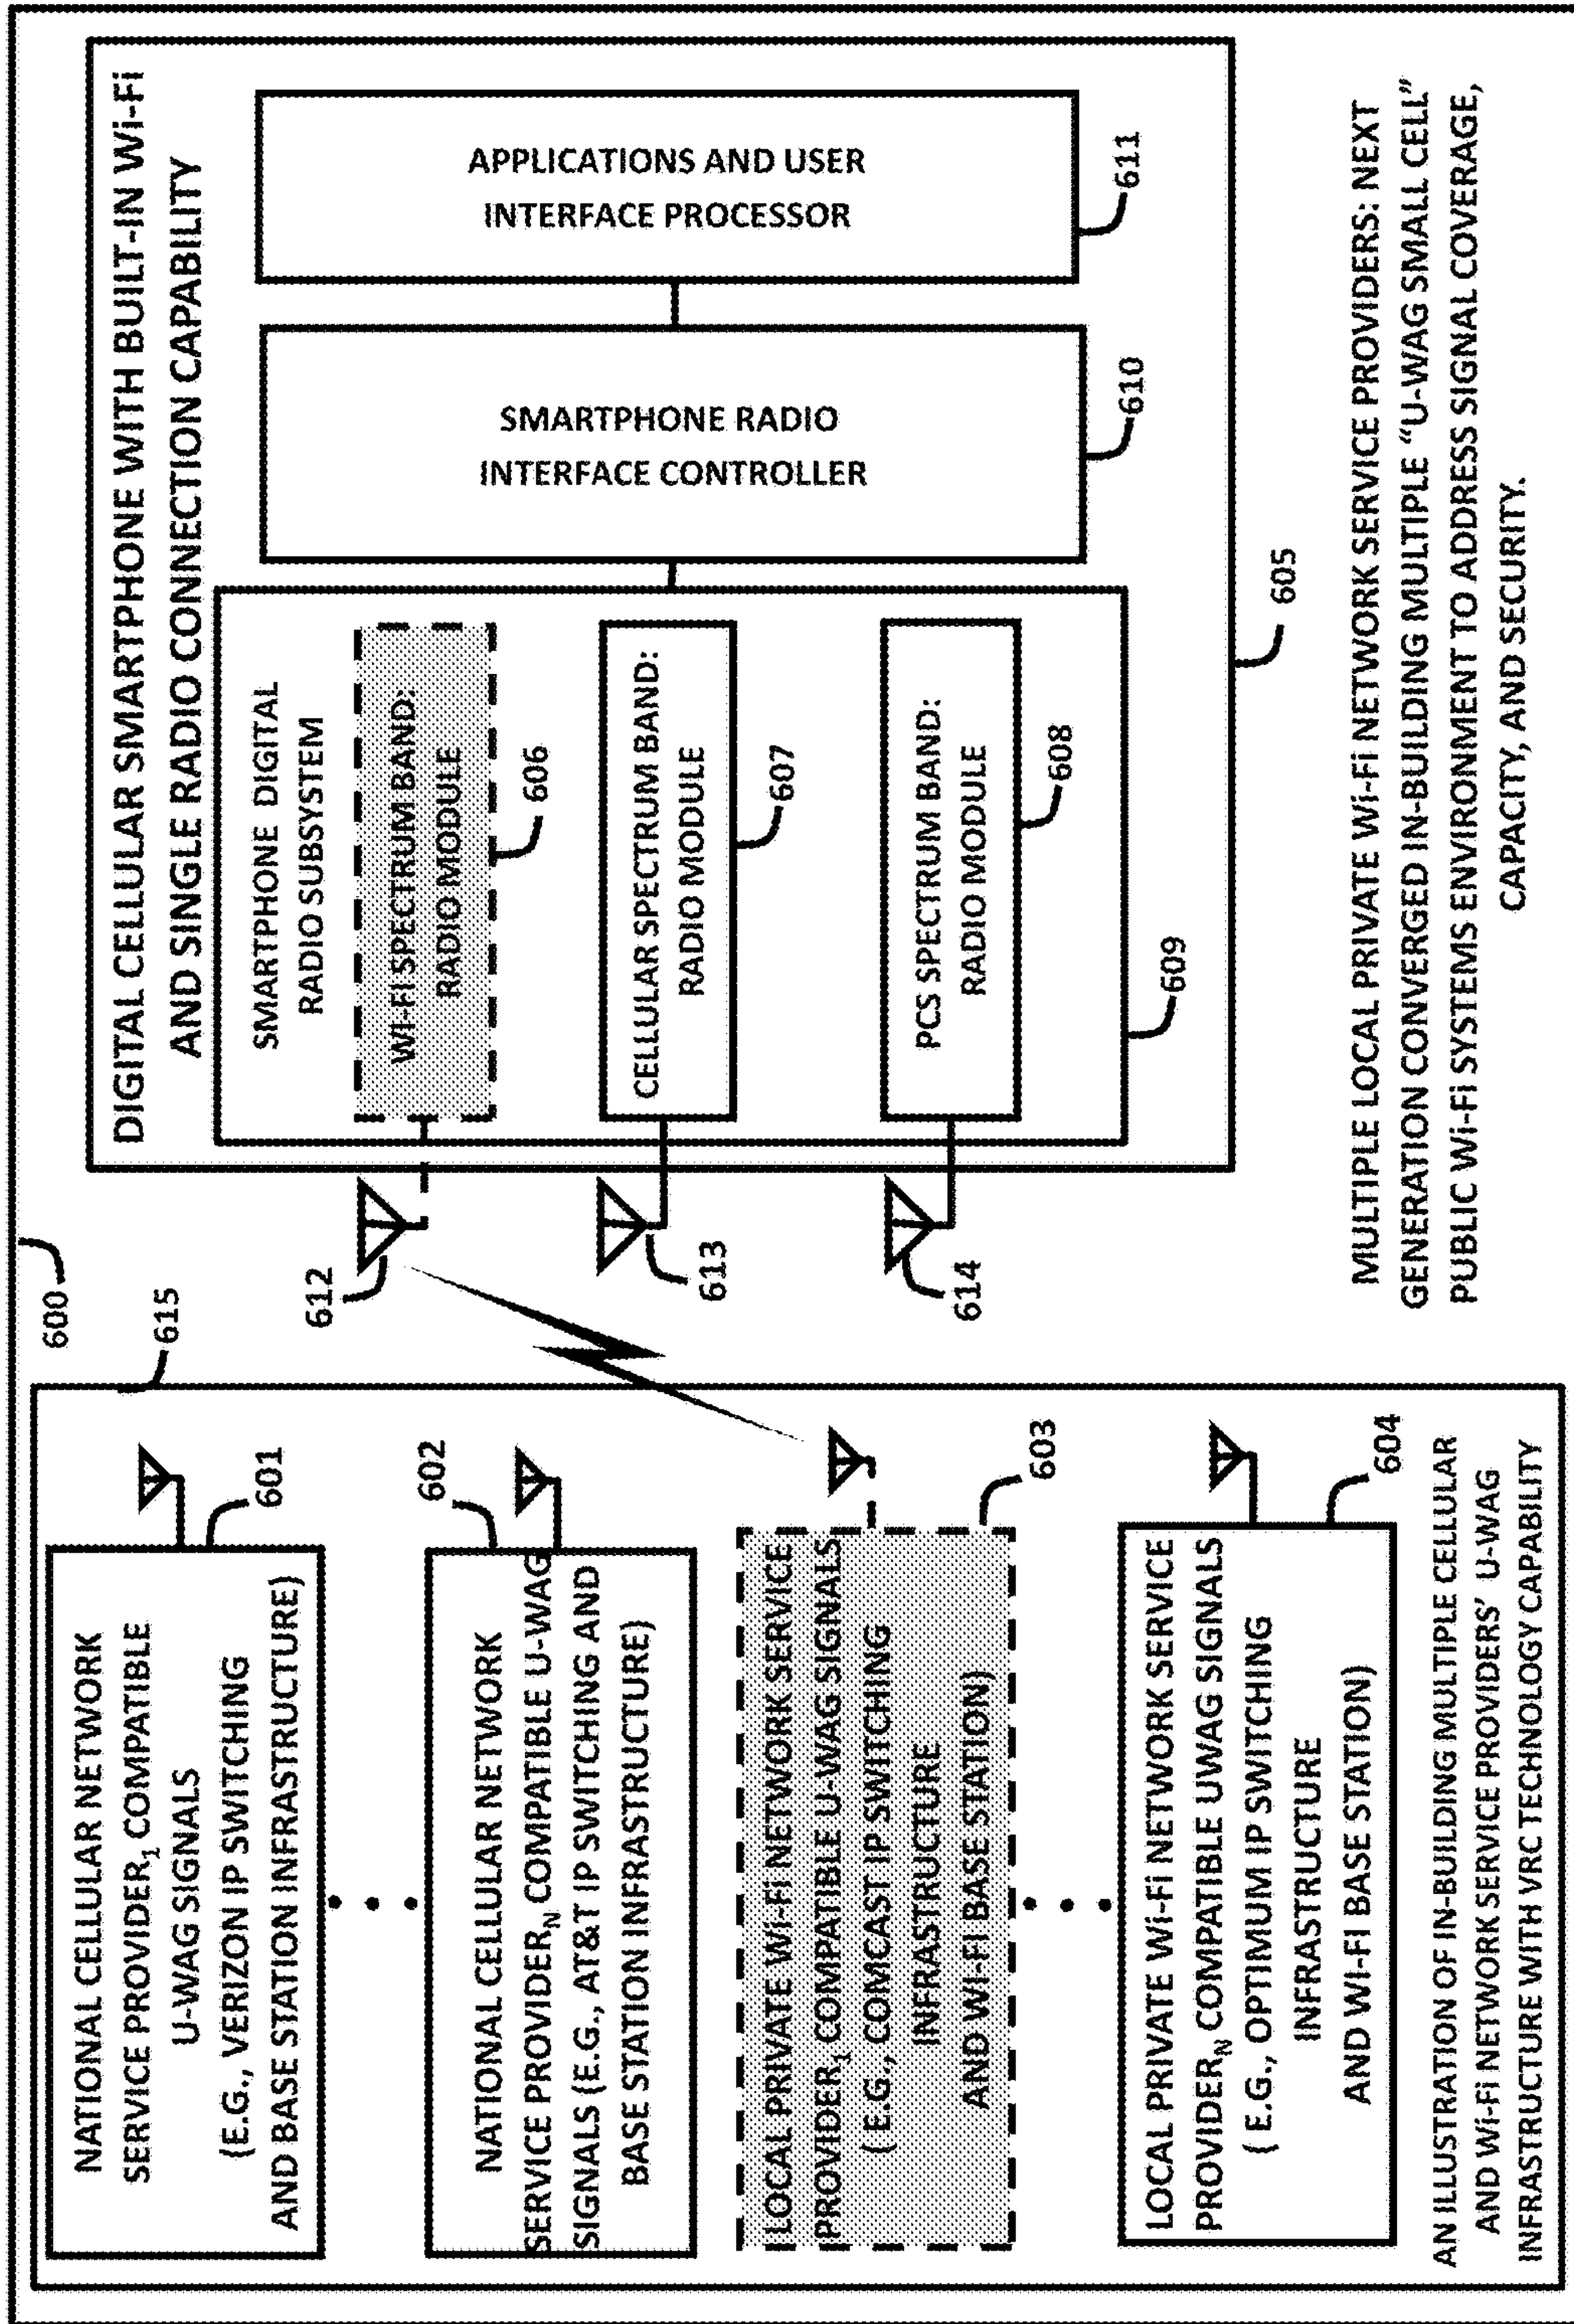 600
615
NATIONAL CELLULAR NETWORK
SERVICE PROVIDER1 COMPATIBLE
U-WAG SIGNALS
(E.G., VERIZON IP SWITCHING
AND BASE STATION INFRASTRUCTURE)
601
NATIONAL CELLULAR NETWORK
SERVICE PROVIDERN COMPATIBLE U-WAG
SIGNALS (E.G., AT&T IP SWITCHING AND
BASE STATION INFRASTRUCTURE)
602
LOCAL PRIVATE Wi-Fi NETWORK SERVICE
PROVIDER1 COMPATIBLE U-WAG SIGNALS
( E.G., COMCAST IP SWITCHING
INFRASTRUCTURE
AND WI-FI BASE STATION)
603
LOCAL PRIVATE Wi-Fi NETWORK SERVICE
PROVIDERN COMPATIBLE UWAG SIGNALS
( E.G., OPTIMUM IP SWITCHING
INFRASTRUCTURE
AND WI-FI BASE STATION)
604
AN ILLUSTRATION OF IN-BUILDING MULTIPLE CELLULAR
AND Wi-Fi NETWORK SERVICE PROVIDERS' U-WAG
INFRASTRUCTURE WITH VRC TECHNOLOGY CAPABILITY
DIGITAL CELLULAR SMARTPHONE WITH BUILT-IN Wi-Fi
AND SINGLE RADIO CONNECTION CAPABILITY
SMARTPHONE DIGITAL
RADIO SUBSYSTEM
WI-FI SPECTRUM BAND:
RADIO MODULE
606
CELLULAR SPECTRUM BAND:
RADIO MODULE
607
PCS SPECTRUM BAND:
RADIO MODULE
608
609
612
613
614
SMARTPHONE RADIO
INTERFACE CONTROLLER
610
APPLICATIONS AND USER
INTERFACE PROCESSOR
611
605
MULTIPLE LOCAL PRIVATE Wi-Fi NETWORK SERVICE PROVIDERS: NEXT
GENERATION CONVERGED IN-BUILDING MULTIPLE "U-WAG SMALL CELL"
PUBLIC Wi-Fi SYSTEMS ENVIRONMENT TO ADDRESS SIGNAL COVERAGE,
CAPACITY, AND SECURITY.